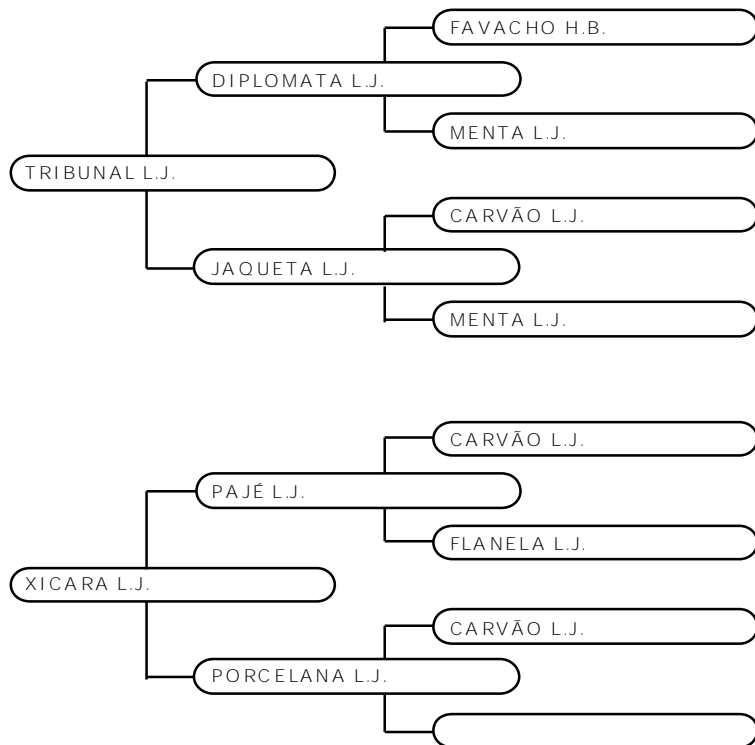 FAVACHO H.B.
DIPLOMATA L.J.
MENTA L.J.
TRIBUNAL L.J.
CARVÃO L.J.
JAQUETA L.J.
MENTA L.J.
CARVÃO L.J.
PAJÉ L.J.
FLANELA L.J.
XICARA L.J.
CARVÃO L.J.
PORCELANA L.J.